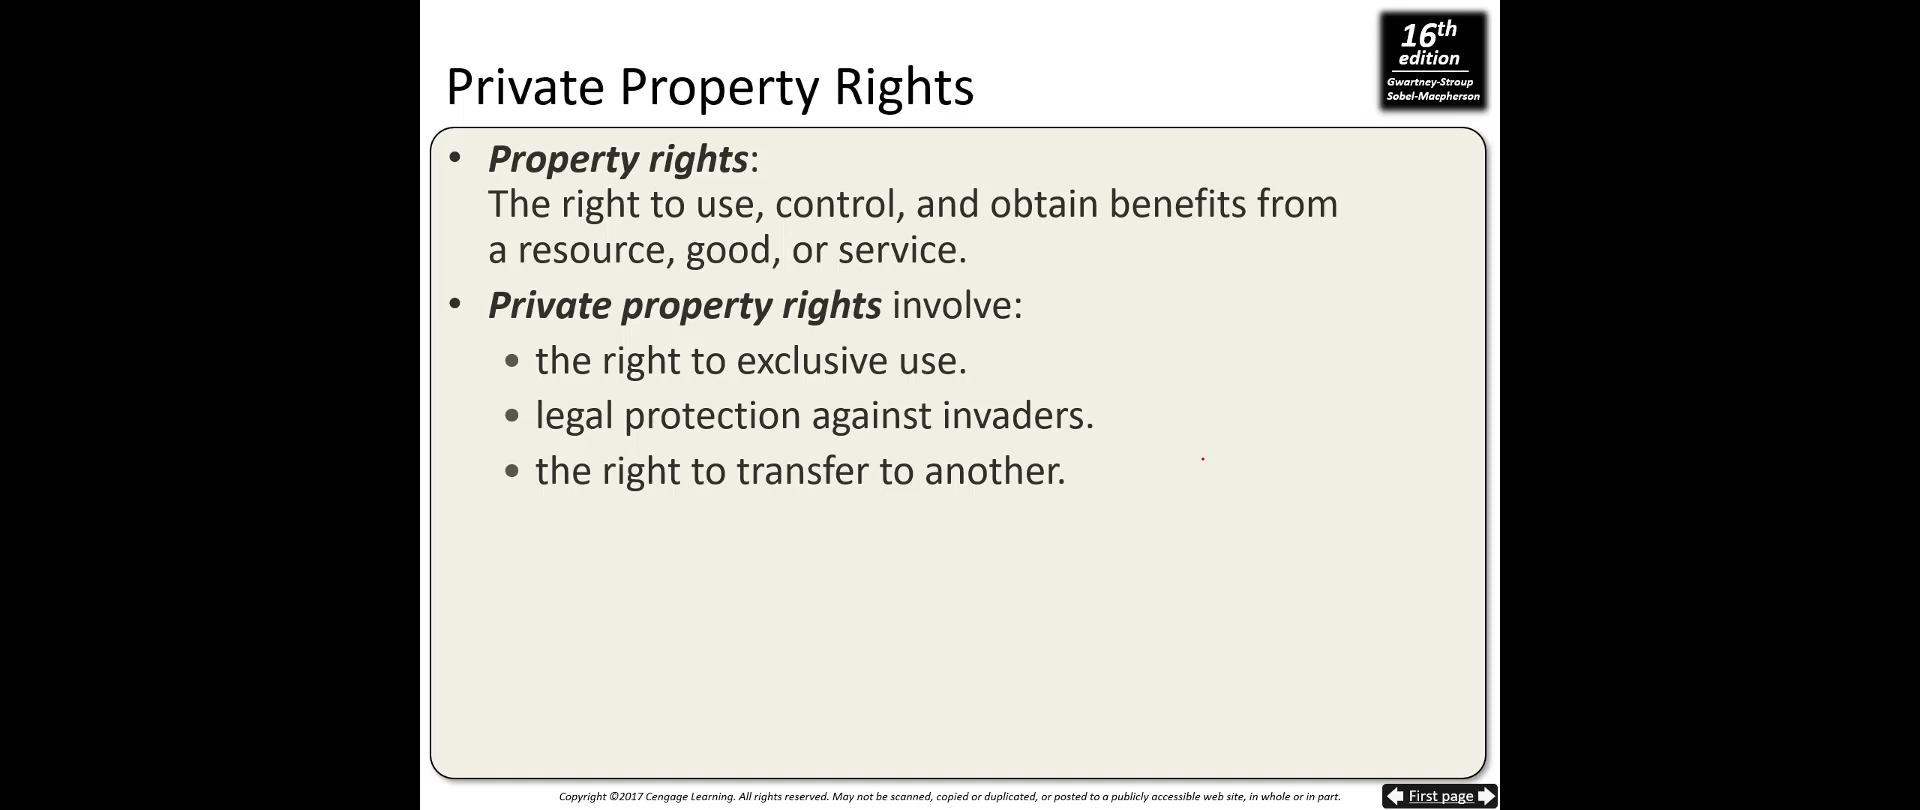 16th
edition
Gwartney-Stroup
Sobel-Macpherson
Private Property Rights
• Property rights:
The right to use, control, and obtain benefits from
a resource, good, or service.
• Private property rights involve:
• the right to exclusive use.
• legal protection against invaders.
• the right to transfer to another.
Copyright ©2017 Cengage Learning. All rights reserved. May not be scanned, copied or duplicated, or posted to a publicly accessible web site, in whole or in part.
First page